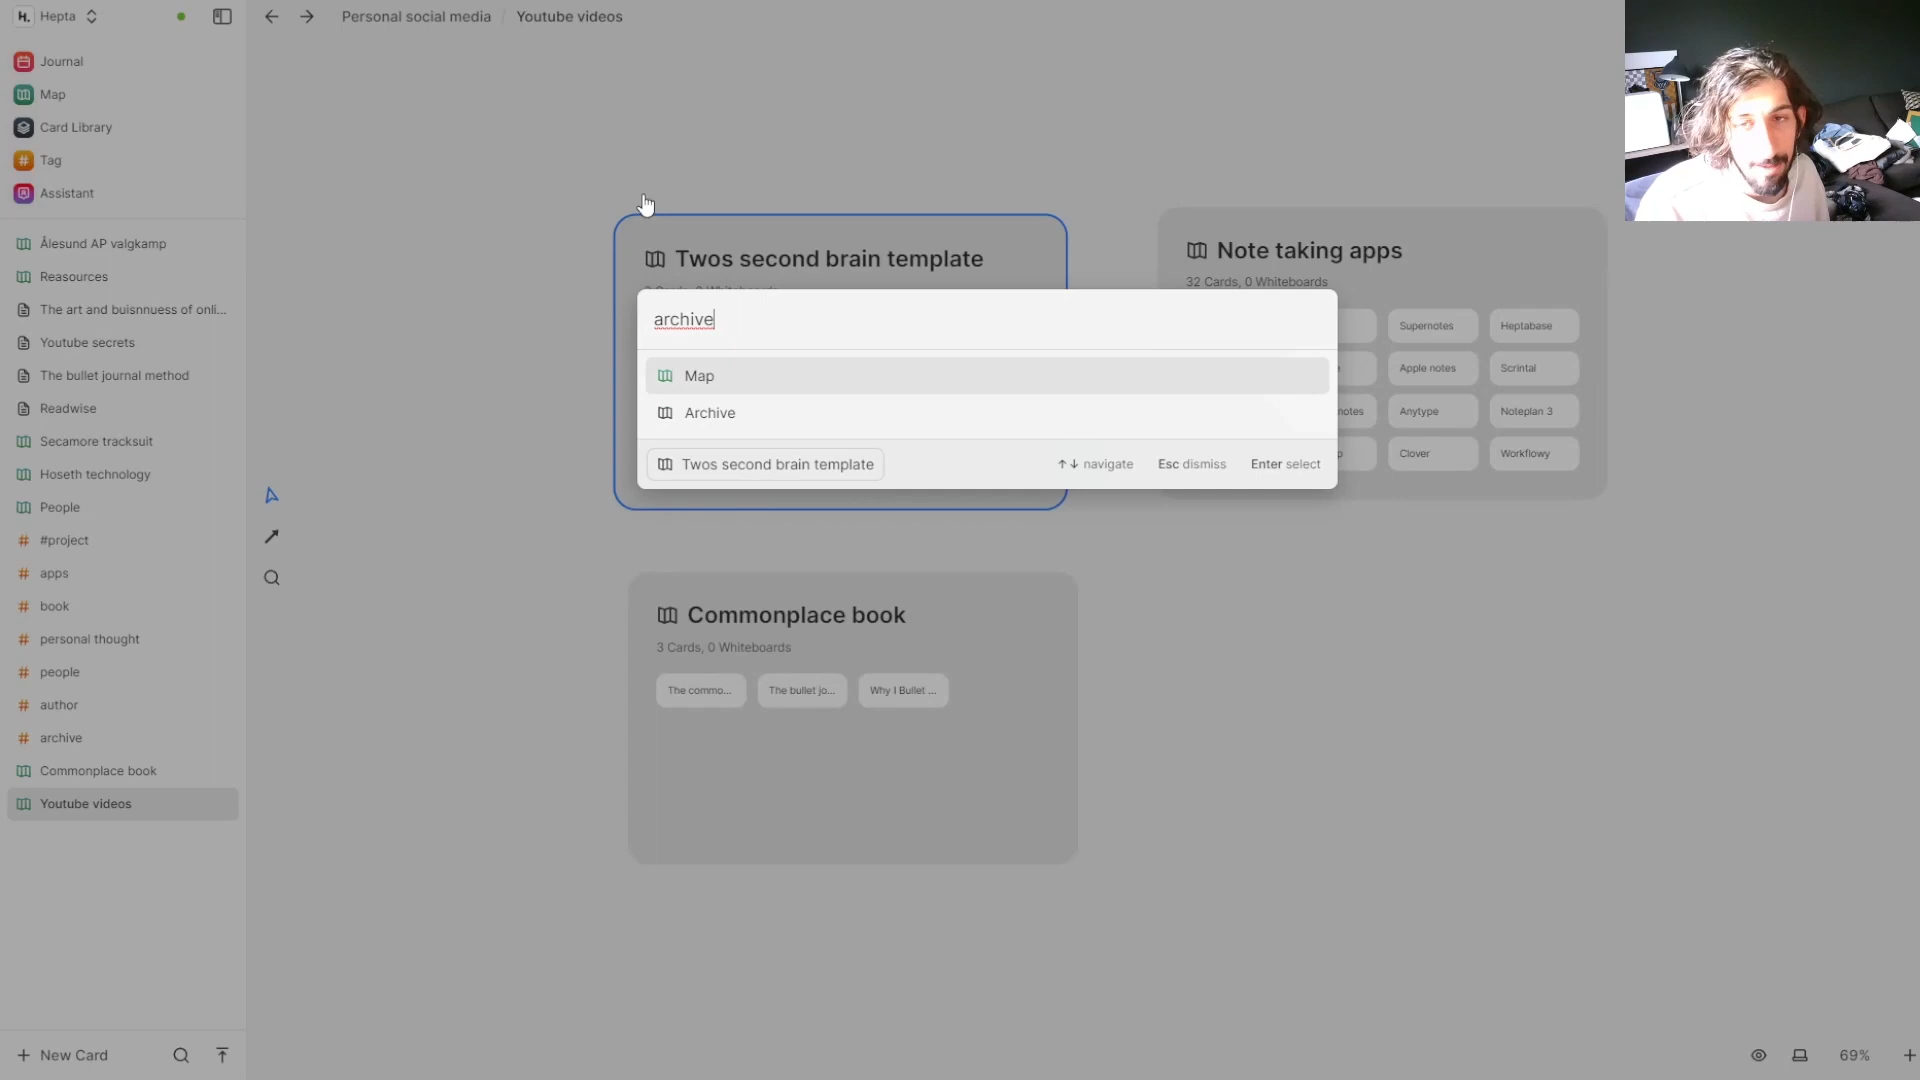 H. Hepta
Journal
Map
Card Library
Tag
Assistant
Ålesund AP valgkamp
Reasources
The art and buisnnuess of onli...
Youtube secrets
The bullet journal method
Readwise
Secamore tracksuit
Hoseth technology
People
#project
apps
book
personal thought
people
author
archive
Commonplace book
Youtube videos
+ New Card
Personal social media / Youtube videos
Twos second brain template
archive
Map
Archive
Twos second brain template
↑↓ navigate Esc dismiss Enter select
Note taking apps
32 Cards, 0 Whiteboards
Supernotes Heptabase
Apple notes Scrintal
notes Anytype Noteplan 3
Clover Workflowy
Commonplace book
3 Cards, 0 Whiteboards
The commo... The bullet jo... Why I Bullet ...
69% +